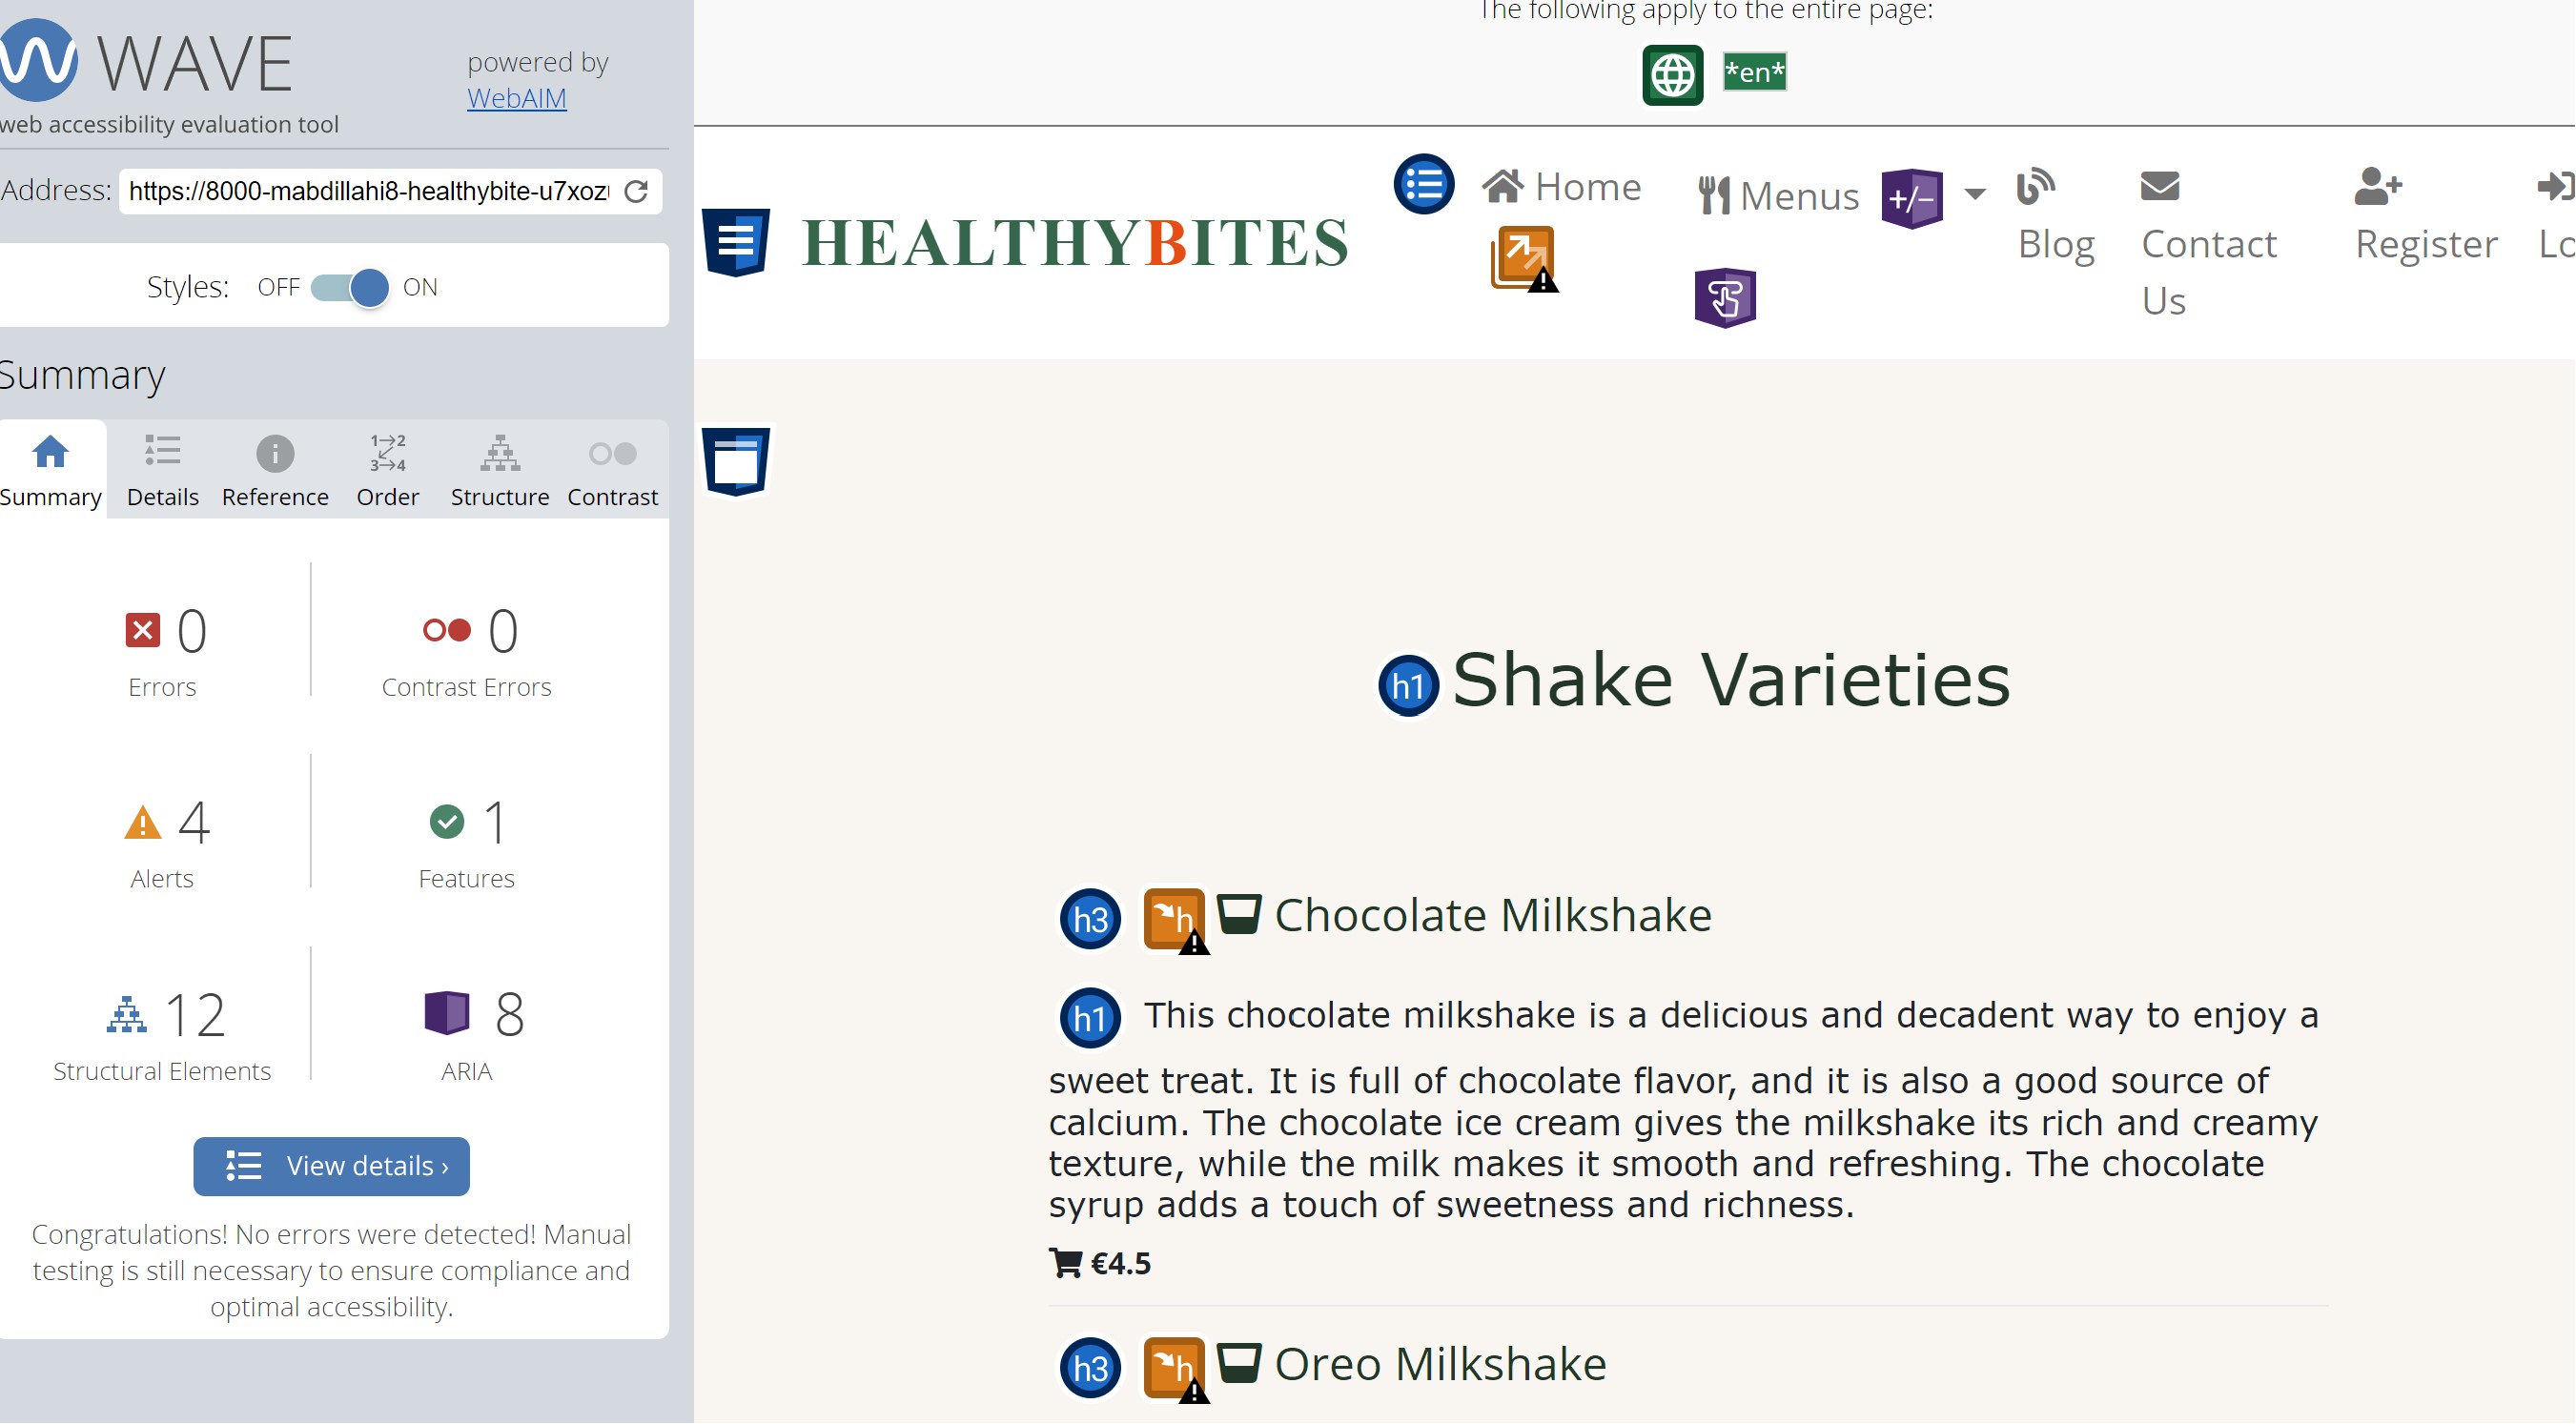 WAVE
powered by
WebAIM
web accessibility evaluation tool
Address: https://8000-mabdillahi8-healthybite-u7xoz
Styles: OFF ON
Summary
Summary Details Reference Order Structure Contrast
1→2
3→4
0 Errors
0 Contrast Errors
4 Alerts
1 Features
12 Structural Elements
8 ARIA
View details ›
Congratulations! No errors were detected! Manual
testing is still necessary to ensure compliance and
optimal accessibility.
The following apply to the entire page:
*en*
HEALTHYBITES
Home
Menus
+/−
Blog
Contact
Us
Register
Lo
h1 Shake Varieties
h3 h Chocolate Milkshake
h1 This chocolate milkshake is a delicious and decadent way to enjoy a
sweet treat. It is full of chocolate flavor, and it is also a good source of
calcium. The chocolate ice cream gives the milkshake its rich and creamy
texture, while the milk makes it smooth and refreshing. The chocolate
syrup adds a touch of sweetness and richness.
€4.5
h3 h Oreo Milkshake